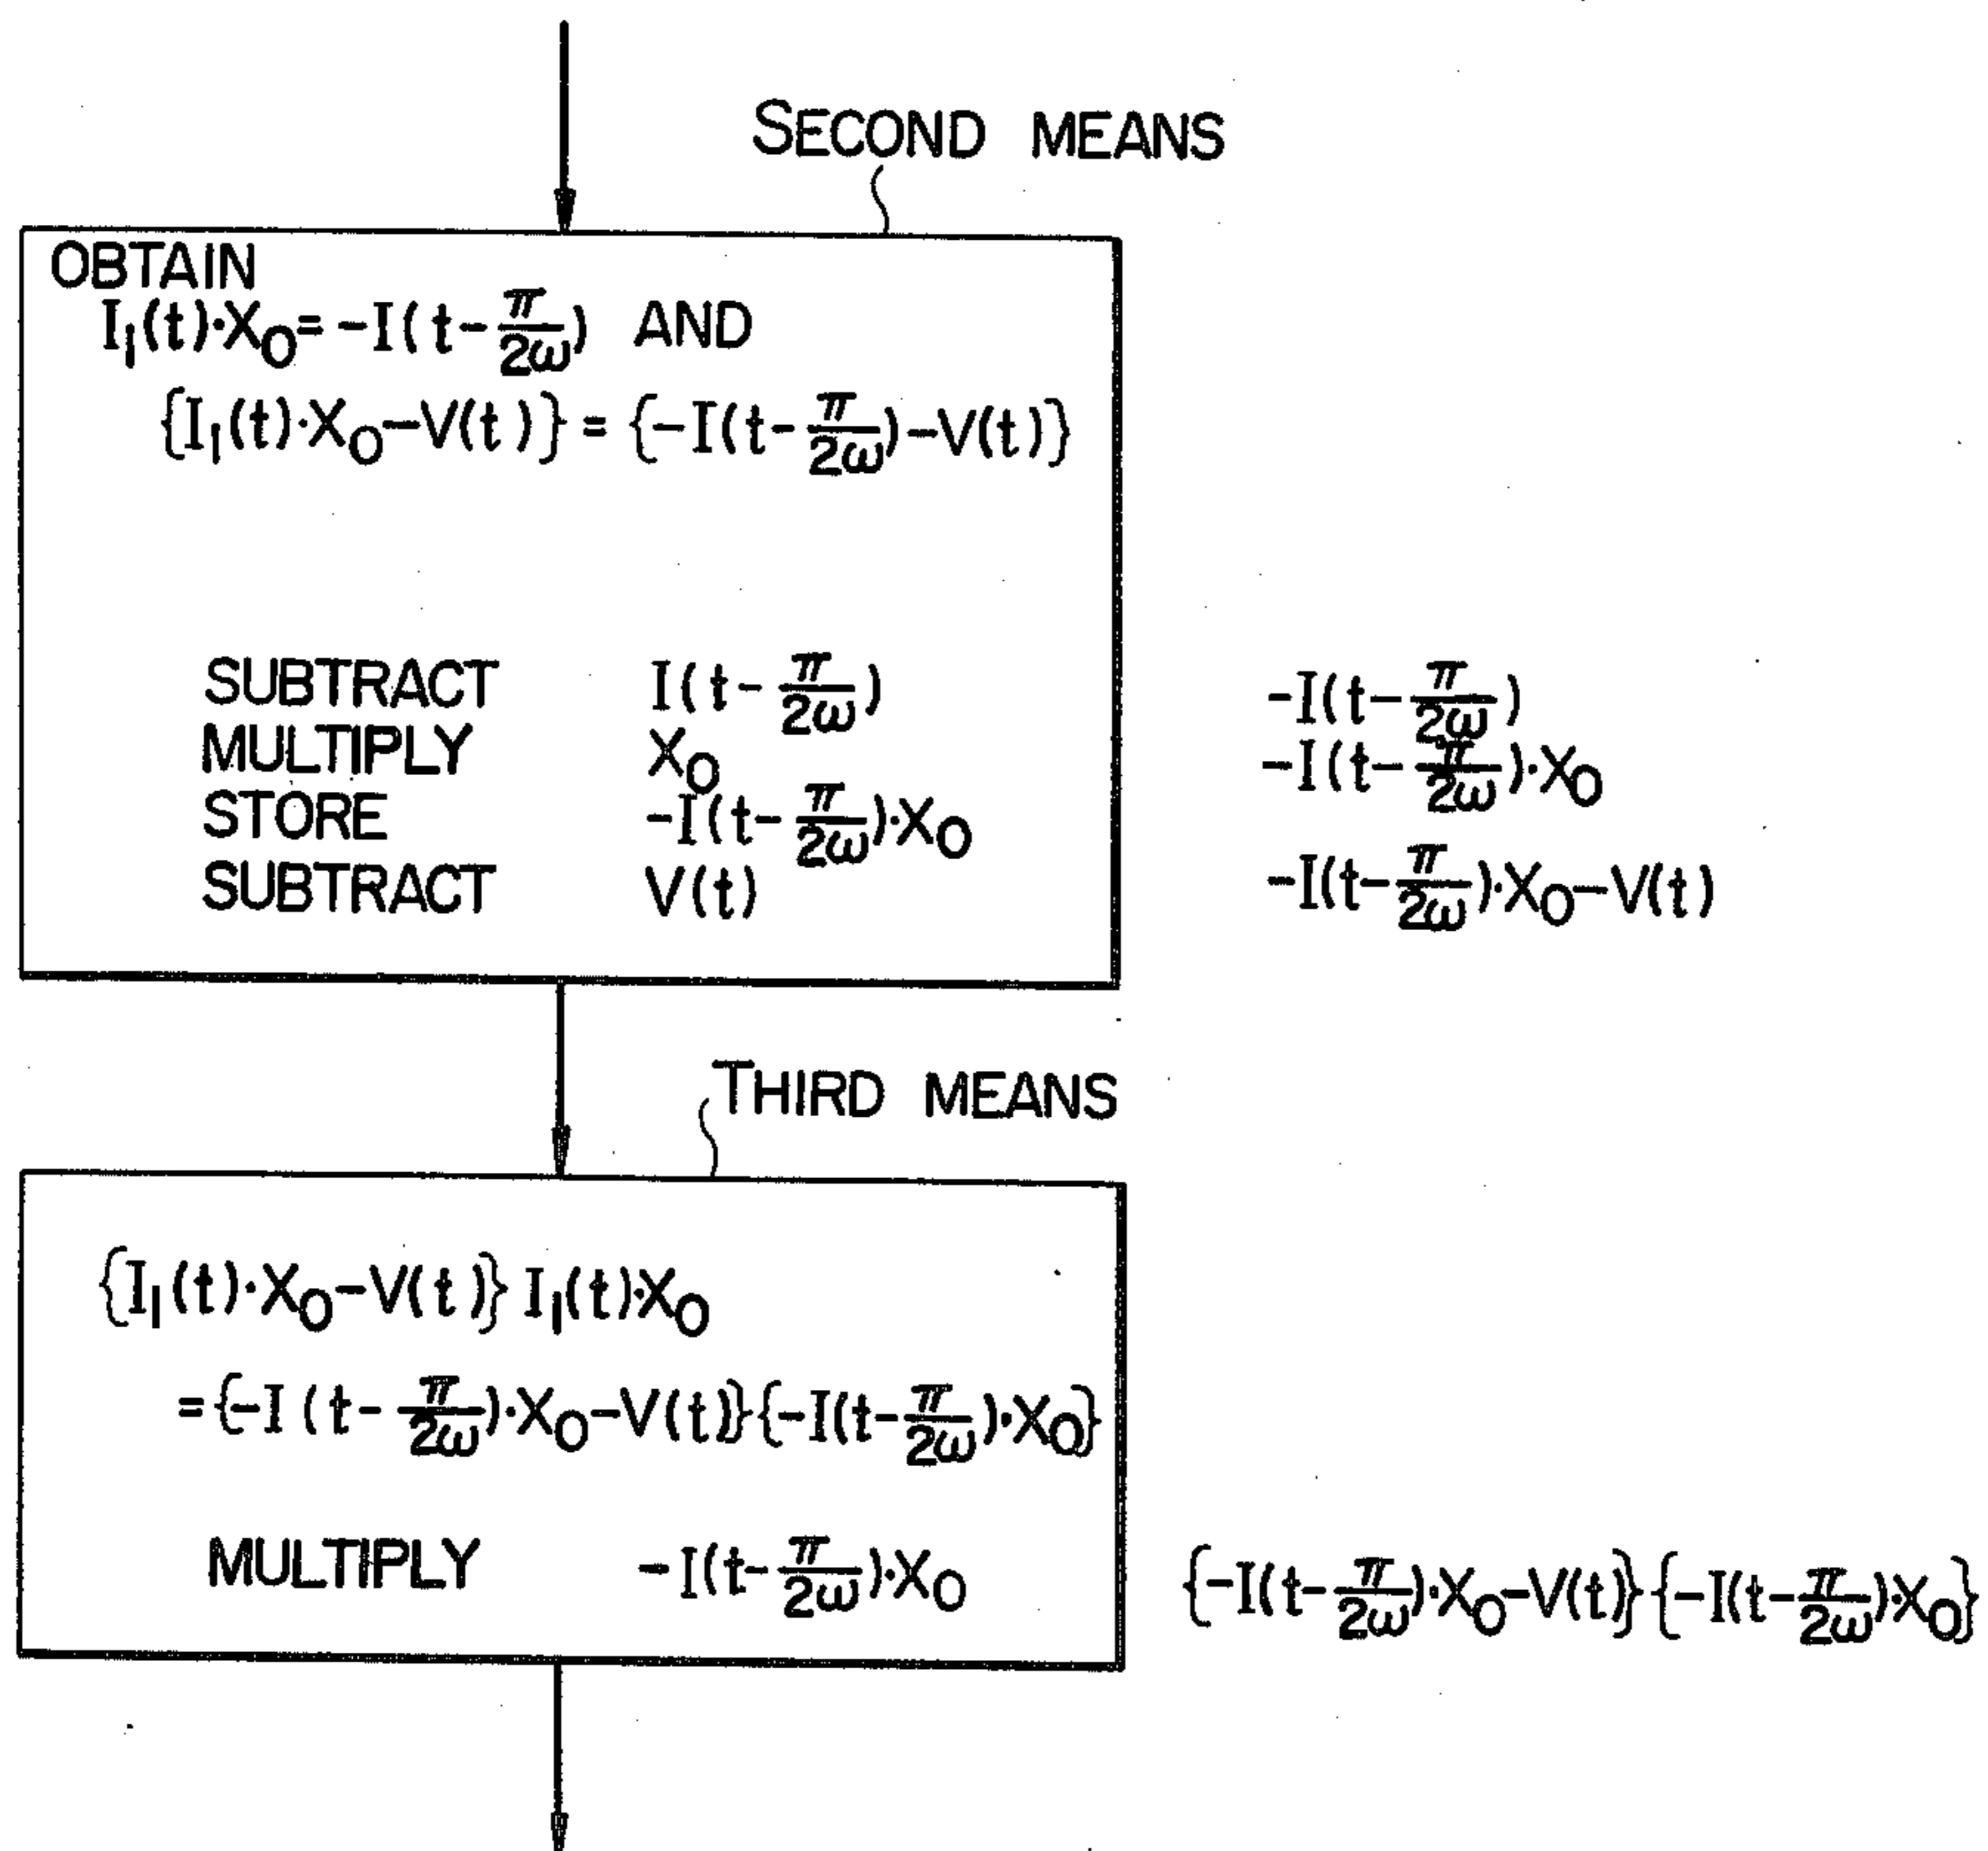 SECOND MEANS
OBTAIN
I₁(t)·X₀ = -I(t - π/2ω) AND
{I₁(t)·X₀ - V(t)} = {-I(t - π/2ω) - V(t)}
SUBTRACT I(t - π/2ω) -I(t - π/2ω)
MULTIPLY X₀ -I(t - π/2ω)·X₀
STORE -I(t - π/2ω)·X₀
SUBTRACT V(t) -I(t - π/2ω)·X₀ - V(t)
THIRD MEANS
{I₁(t)·X₀ - V(t)} I₁(t)·X₀
= {-I(t - π/2ω)·X₀ - V(t)}{-I(t - π/2ω)·X₀}
MULTIPLY -I(t - π/2ω)·X₀ {-I(t - π/2ω)·X₀ - V(t)}{-I(t - π/2ω)·X₀}